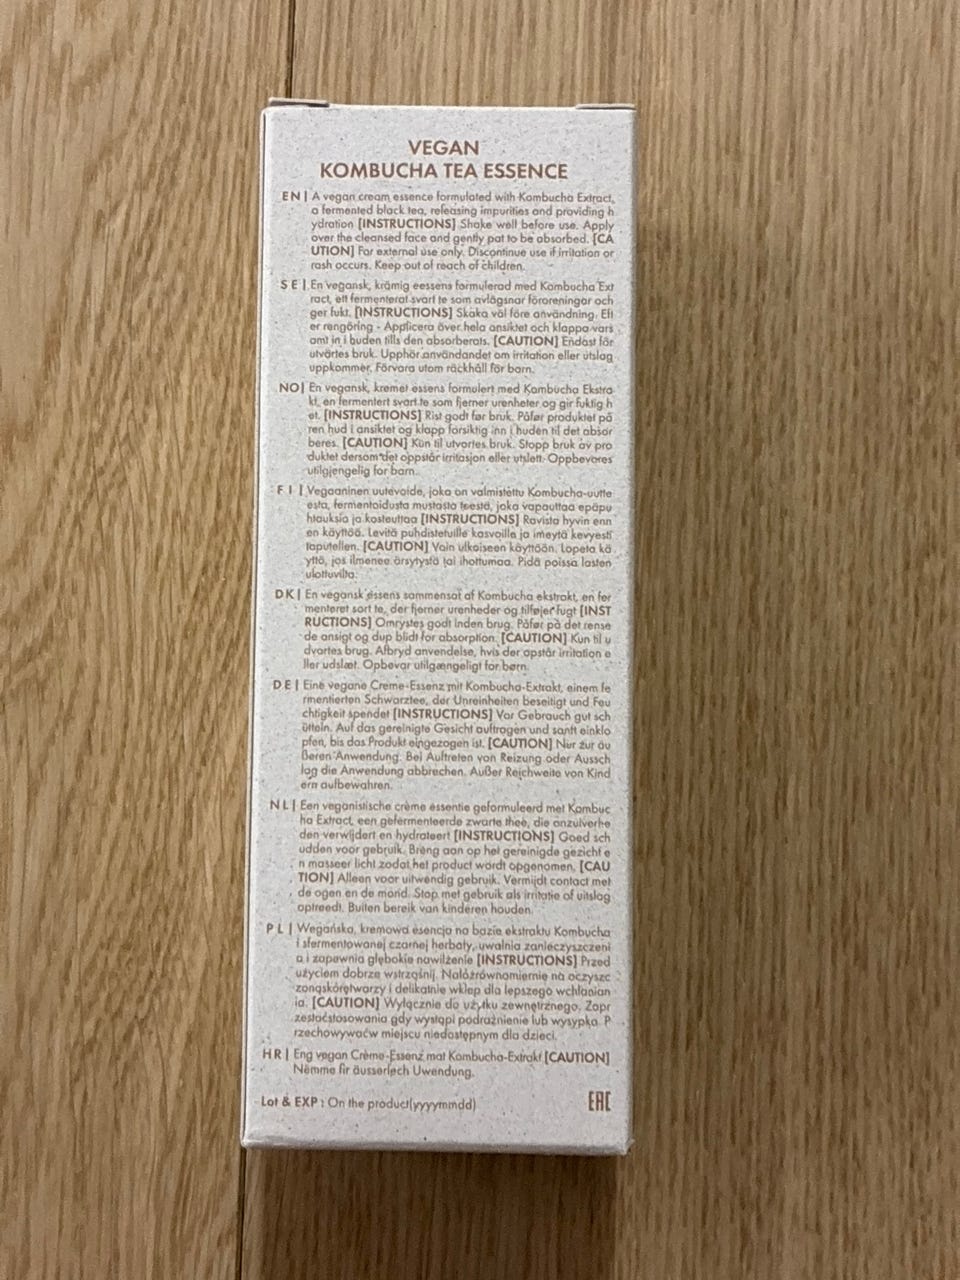 VEGAN
KOMBUCHA TEA ESSENCE
EN | A vegan cream essence formulated with Kombucha Extract,
a fermented black tea, releasing impurities and providing h
ydration [INSTRUCTIONS] Shake well before use. Apply
over the cleansed face and gently pat to be absorbed. [CA
UTION] For external use only. Discontinue use if irritation or
rash occurs. Keep out of reach of children.
SE | En vegansk, krämig eessens formulerad med Kombucha Ext
ract, ett fermenterat svart te som avlägsnar föroreningar och
ger fukt. [INSTRUCTIONS] Skaka väl före användning. Eft
er rengöring - Applicera över hela ansiktet och klappa vars
amt in i huden tills den absorberats. [CAUTION] Endast för
utvärtes bruk. Upphör användandet om irritation eller utslag
uppkommer. Förvara utom räckhåll för barn.
NO | En vegansk, kremet essens formulert med Kombucha Ekstra
kt, en fermentert svart te som fjerner urenheter og gir fuktig h
et. [INSTRUCTIONS] Rist godt før bruk. Påfør produktet på
ren hud i ansiktet og klapp forsiktig inn i huden til det absor
beres. [CAUTION] Kun til utvortes bruk. Stopp bruk av pro
duktet dersom det oppstår irritasjon eller utslett. Oppbevares
utilgjengelig for barn.
FI | Vegaaninen uutevoide, joka on valmistettu Kombucha-uutte
esta, fermentoidusta mustasta teestä, joka vapauttaa epäpu
htauksia ja kosteuttaa [INSTRUCTIONS] Ravista hyvin enn
en käyttöä. Levitä puhdistetuille kasvoille ja imeytä kevyesti
taputellen. [CAUTION] Vain ulkoiseen käyttöön. Lopeta kä
yttö, jos ilmenee ärsytystä tai ihottumaa. Pidä poissa lasten
ulottuvilta.
DK | En vegansk essens sammensat af Kombucha ekstrakt, en fer
menteret sort te, der fjerner urenheder og tilføjer fugt [INST
RUCTIONS] Omrystes godt inden brug. Påfør på det rense
de ansigt og dup blidt for absorption. [CAUTION] Kun til u
dvortes brug. Afbryd anvendelse, hvis der opstår irritation e
ller udslæt. Opbevar utilgængeligt for børn.
DE | Eine vegane Creme-Essenz mit Kombucha-Extrakt, einem fe
rmentierten Schwarztee, der Unreinheiten beseitigt und Feu
chtigkeit spendet [INSTRUCTIONS] Vor Gebrauch gut sch
ütteln. Auf das gereinigte Gesicht auftragen und sanft einklo
pfen, bis das Produkt eingezogen ist. [CAUTION] Nur zur äu
ßeren Anwendung. Bei Auftreten von Reizung oder Aussch
lag die Anwendung abbrechen. Außer Reichweite von Kind
ern aufbewahren.
NL | Een veganistische crème essentie geformuleerd met Kombuc
ha Extract, een gefermenteerde zwarte thee, die onzuiverhe
den verwijdert en hydrateert [INSTRUCTIONS] Goed sch
udden voor gebruik. Breng aan op het gereinigde gezicht e
n masseer licht zodat het product wordt opgenomen. [CAU
TION] Alleen voor uitwendig gebruik. Vermijdt contact met
de ogen en de mond. Stop met gebruik als irritatie of uitslag
optreedt. Buiten bereik van kinderen houden.
PL | Wegańska, kremowa esencja na bazie ekstraktu Kombucha
i sfermentowanej czarnej herbaty, uwalnia zanieczyszczeni
a i zapewnia głębokie nawilżenie [INSTRUCTIONS] Przed
użyciem dobrze wstrząśnij. Nałóżrównomiernie na oczyszc
zonąskórętwarzy i delikatnie wklep dla lepszego wchłanian
ia. [CAUTION] Wyłącznie do użytku zewnętrznego. Zapr
zestaćstosowania gdy wystąpi podrażnienie lub wysypka. P
rzechowywaćw miejscu niedostępnym dla dzieci.
HR | Eng vegan Crème-Essenz mat Kombucha-Extrakt [CAUTION]
Nëmme fir äusserlech Uwendung.
Lot & EXP : On the product(yyyymmdd)
EAC